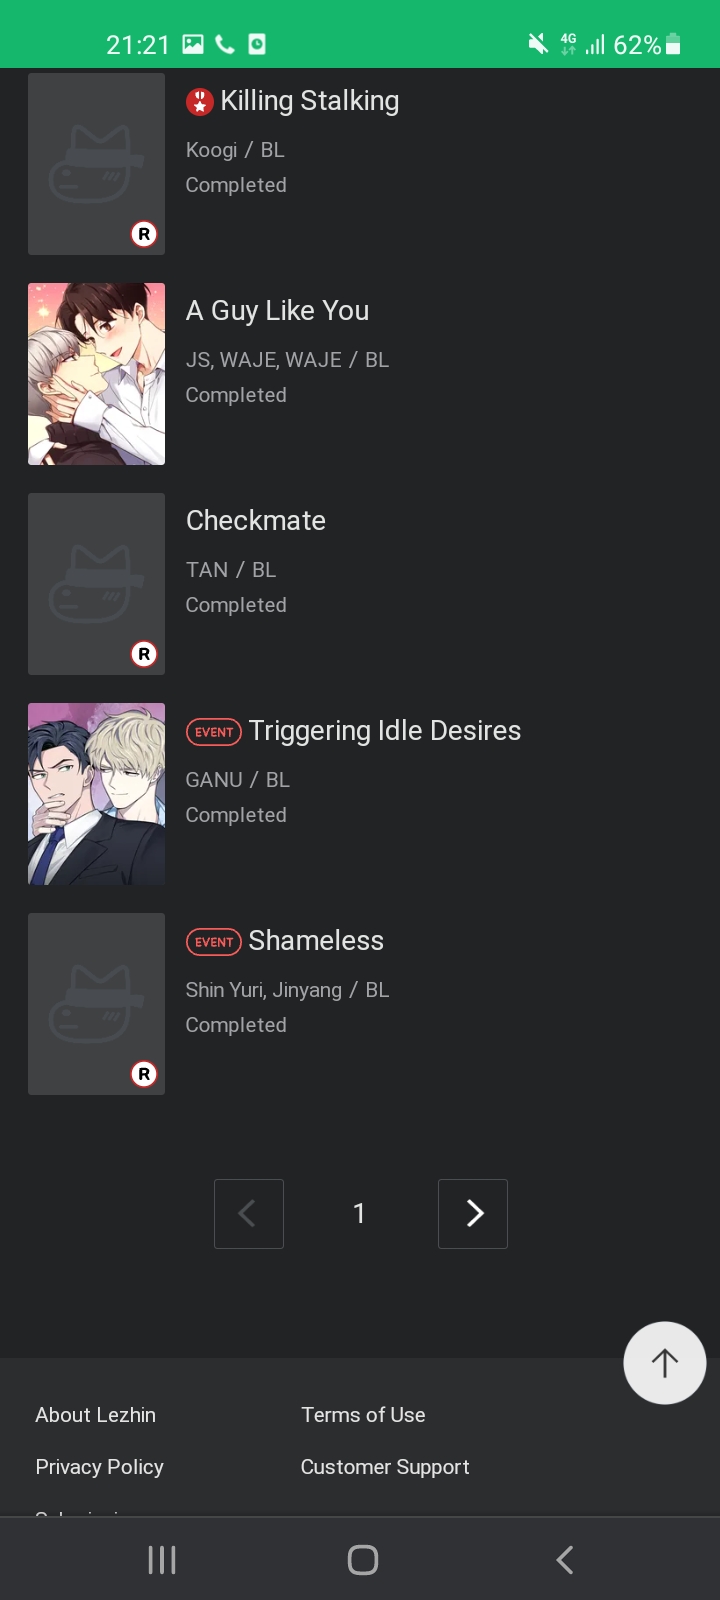 21:21
4G
62%
Killing Stalking
Koogi / BL
Completed
R
A Guy Like You
JS, WAJE, WAJE / BL
Completed
Checkmate
TAN / BL
Completed
R
EVENT Triggering Idle Desires
GANU / BL
Completed
EVENT Shameless
Shin Yuri, Jinyang / BL
Completed
R
1
About Lezhin
Terms of Use
Privacy Policy
Customer Support